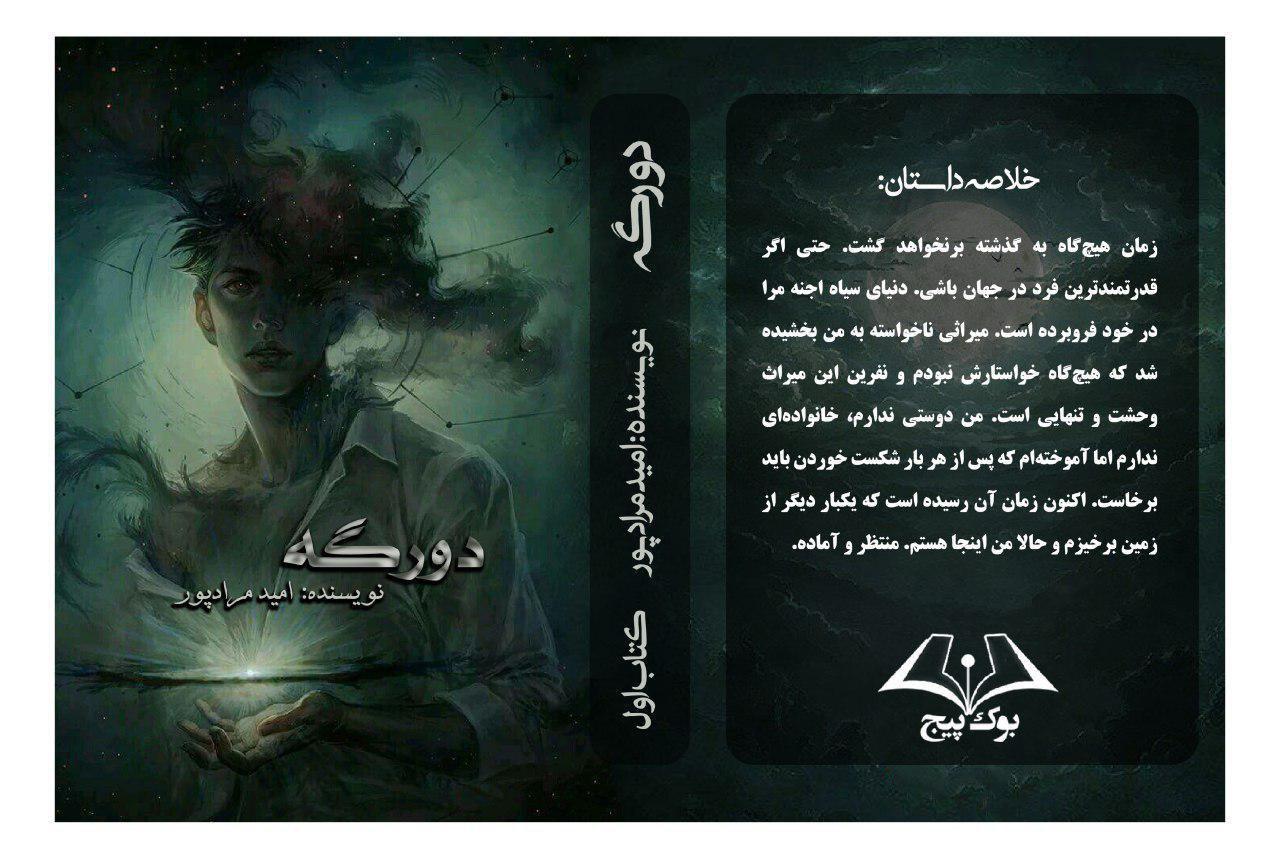 دورگه
نویسنده: امید مرادپور
دورگه
نویسنده: امید مرادپور
کتاب اول
خلاصه داستان:
زمان هیچ‌گاه به گذشته برنخواهد گشت. حتی اگر
قدرتمندترین فرد در جهان باشی. دنیای سیاه اجنه مرا
در خود فروبرده است. میراثی ناخواسته به من بخشیده
شد که هیچ‌گاه خواستارش نبودم و نفرین این میراث
وحشت و تنهایی است. من دوستی ندارم، خانواده‌ای
ندارم اما آموخته‌ام که پس از هر بار شکست خوردن باید
برخاست. اکنون زمان آن رسیده است که یکبار دیگر از
زمین برخیزم و حالا من اینجا هستم. منتظر و آماده.
بوک پیج